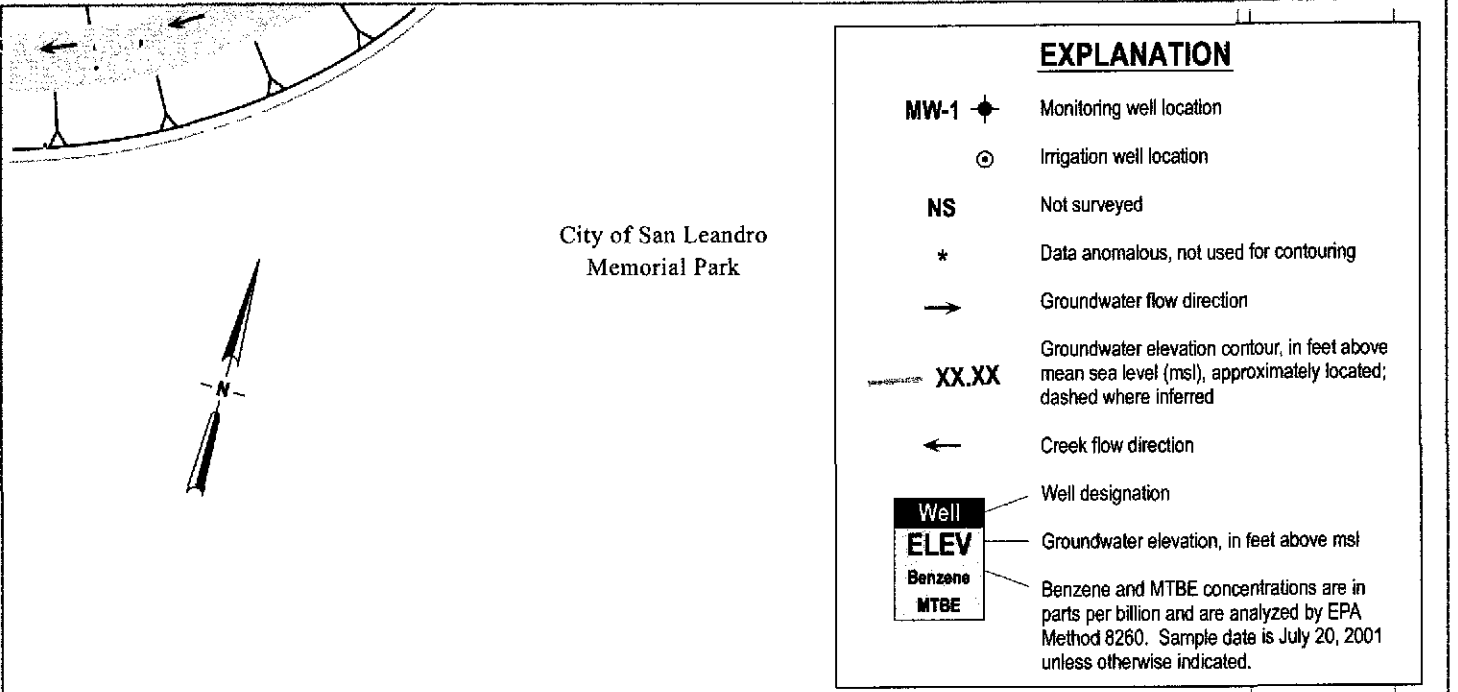 City of San Leandro
Memorial Park
N
EXPLANATION
MW-1 Monitoring well location
Irrigation well location
NS Not surveyed
* Data anomalous, not used for contouring
Groundwater flow direction
Groundwater elevation contour, in feet above
XX.XX mean sea level (msl), approximately located;
dashed where inferred
Creek flow direction
Well designation
Well
ELEV Groundwater elevation, in feet above msl
Benzene
MTBE
Benzene and MTBE concentrations are in
parts per billion and are analyzed by EPA
Method 8260. Sample date is July 20, 2001
unless otherwise indicated.